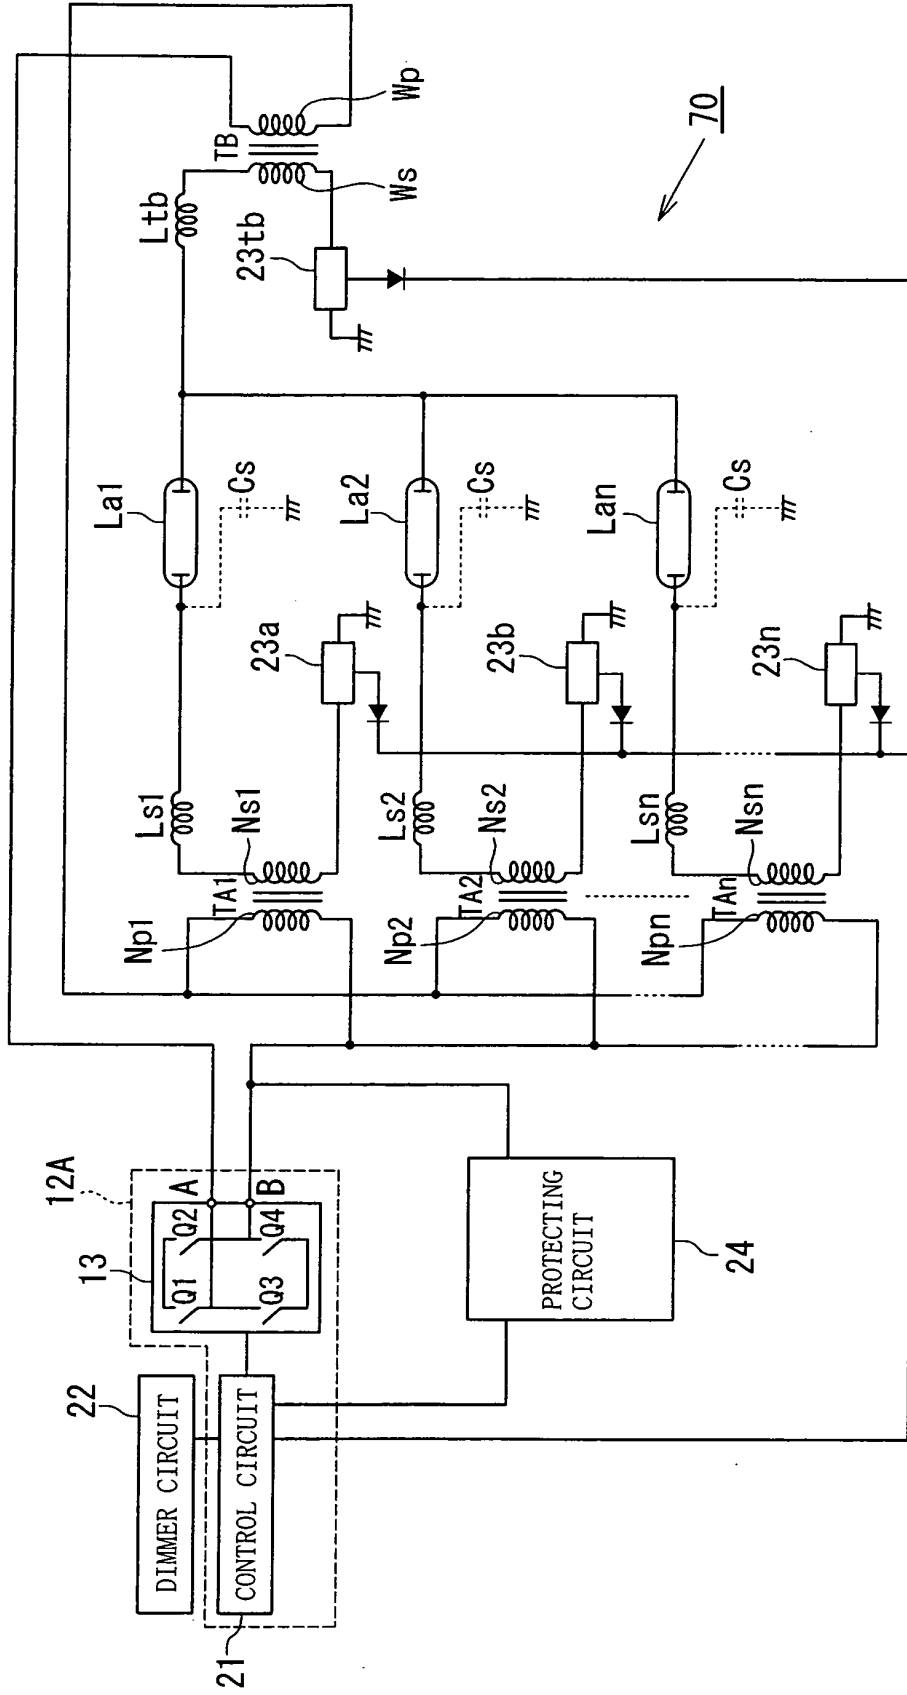 22
DIMMER CIRCUIT
21
CONTROL CIRCUIT
12A
13
Q1
Q2
Q3
Q4
A
B
PROTECTING
CIRCUIT
24
Np1
TA1
Ns1
Ls1
23a
La1
Cs
Np2
TA2
Ns2
Ls2
23b
La2
Cs
Npn
TAn
Nsn
Lsn
23n
Lan
Cs
Ltb
TB
Wp
Ws
23tb
70